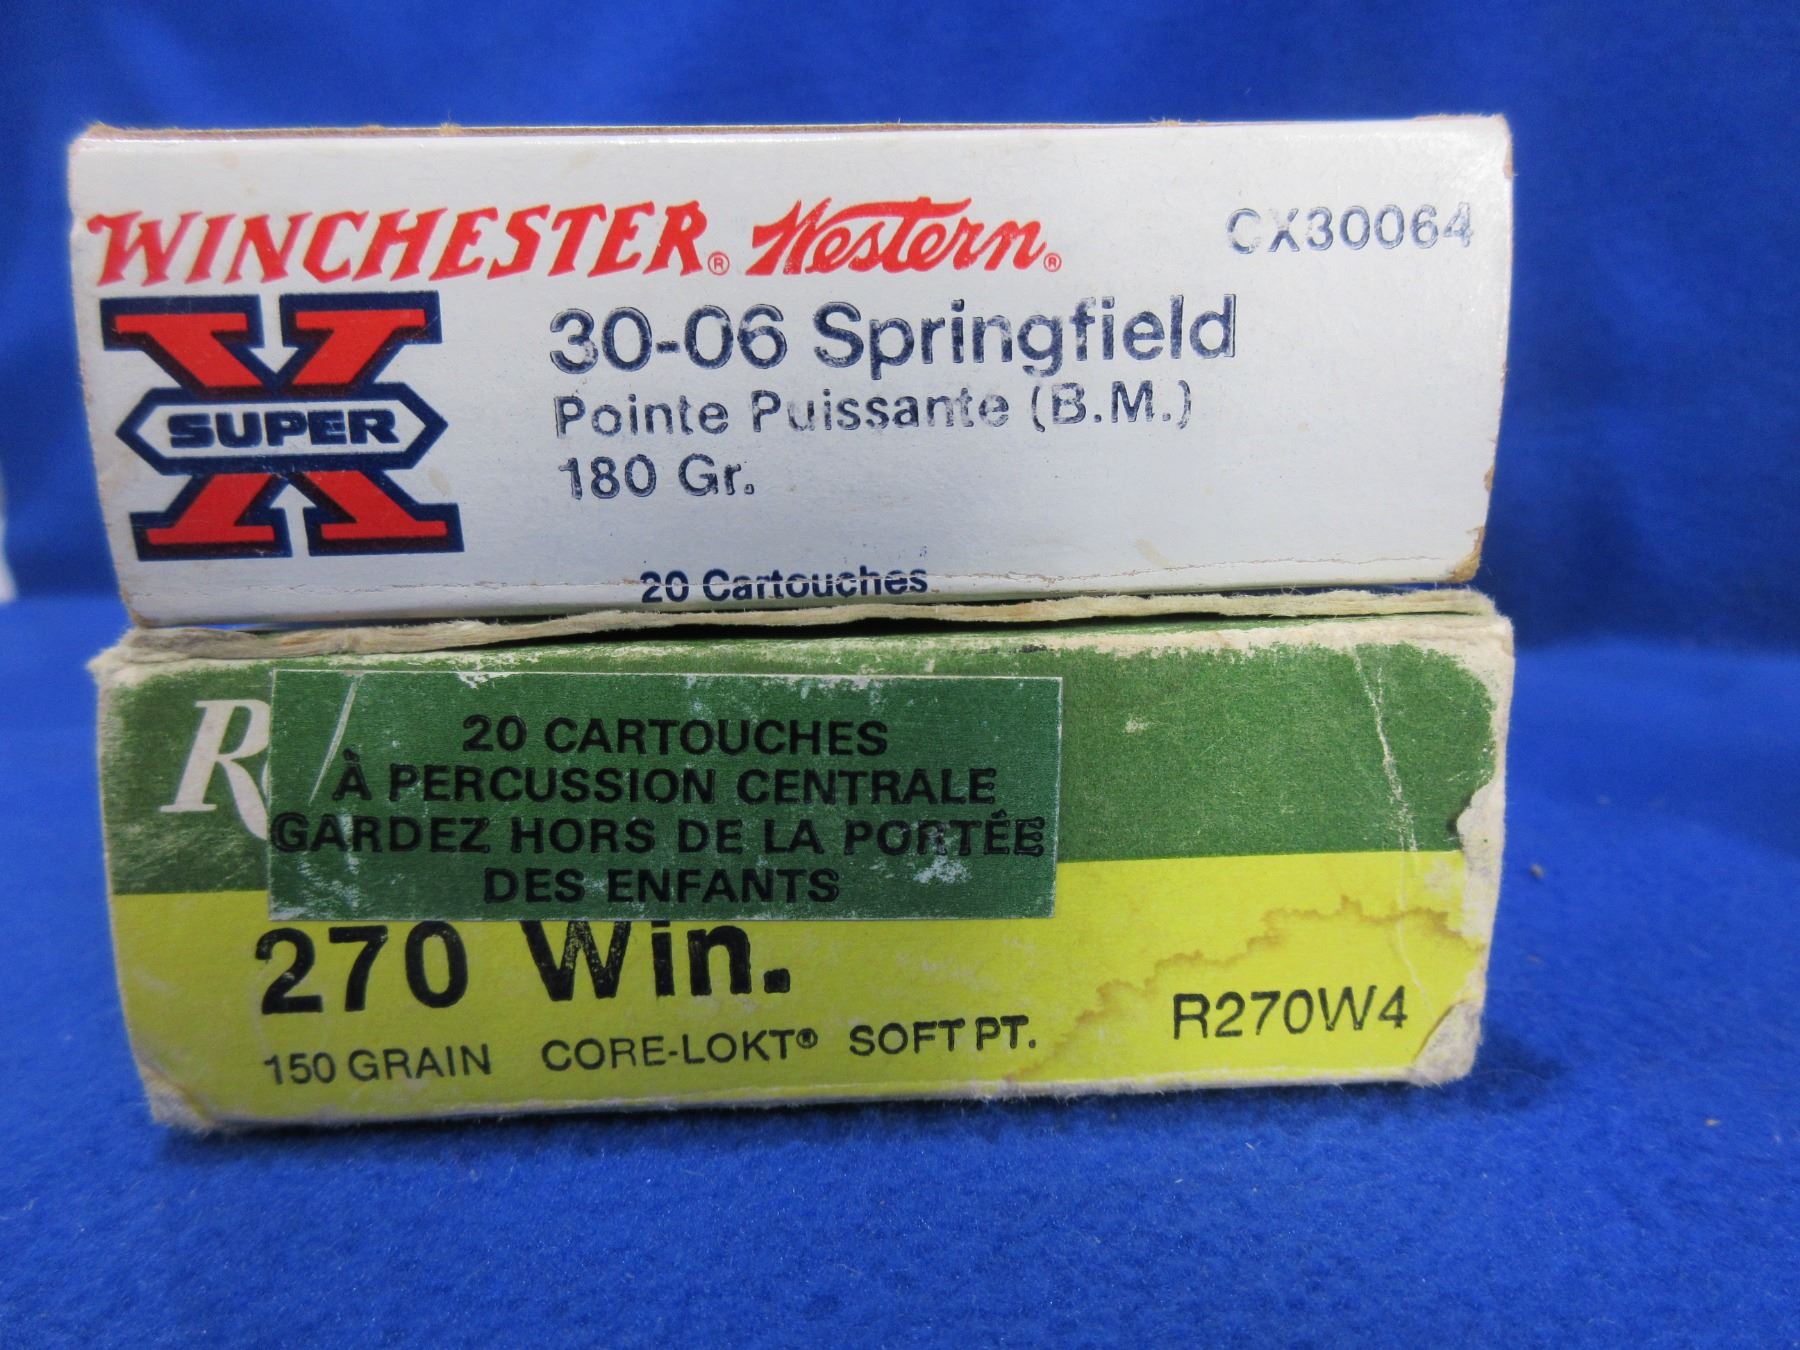 WINCHESTER® Western®
CX30064
SUPER X
30-06 Springfield
Pointe Puissante (B.M.)
180 Gr.
20 Cartouches
R
20 CARTOUCHES
À PERCUSSION CENTRALE
GARDEZ HORS DE LA PORTÉE
DES ENFANTS
270 Win.
150 GRAIN CORE-LOKT® SOFT PT.
R270W4